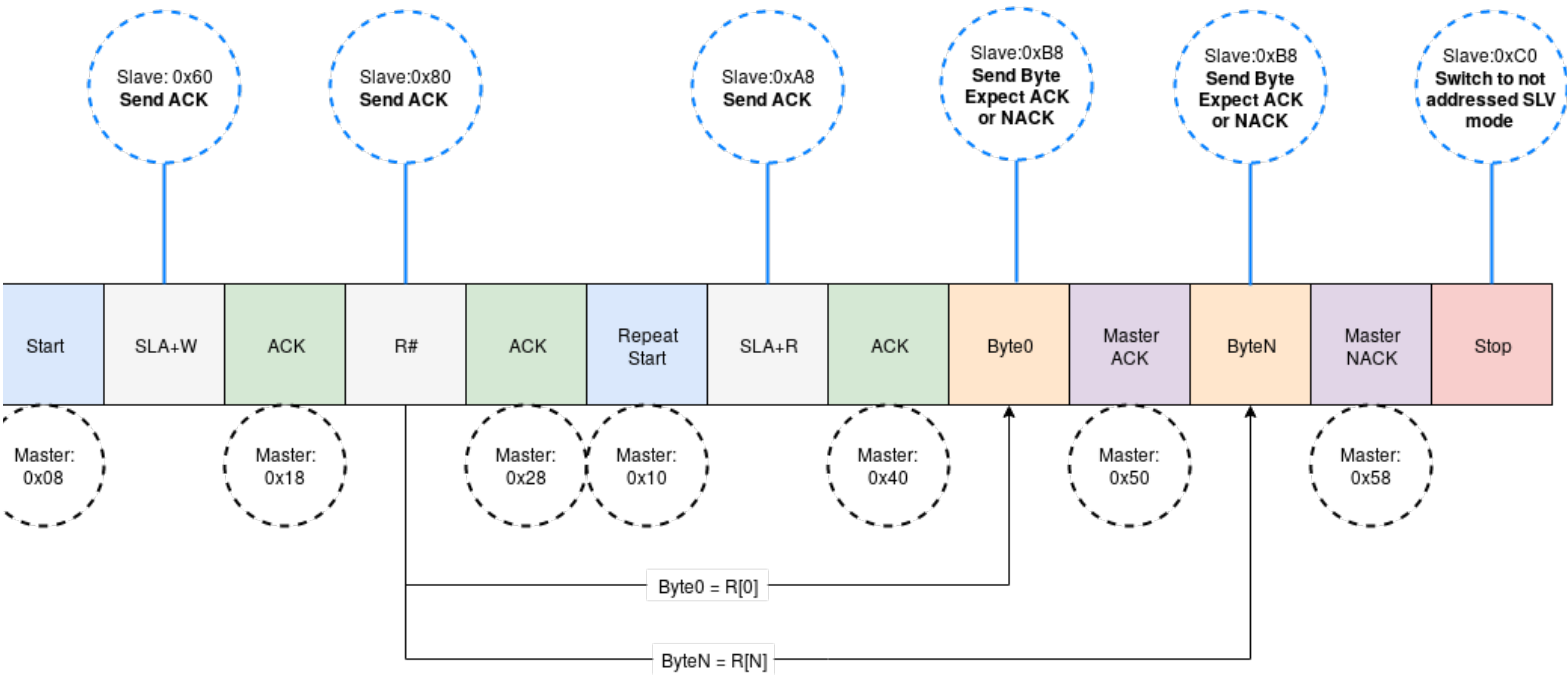 Slave: 0x60
Send ACK
Slave:0x80
Send ACK
Slave:0xA8
Send ACK
Slave:0xB8
Send Byte
Expect ACK
or NACK
Slave:0xB8
Send Byte
Expect ACK
or NACK
Slave:0xC0
Switch to not
addressed SLV
mode
Start
SLA+W
ACK
R#
ACK
Repeat
Start
SLA+R
ACK
Byte0
Master
ACK
ByteN
Master
NACK
Stop
Master:
0x08
Master:
0x18
Master:
0x28
Master:
0x10
Master:
0x40
Master:
0x50
Master:
0x58
Byte0 = R[0]
ByteN = R[N]